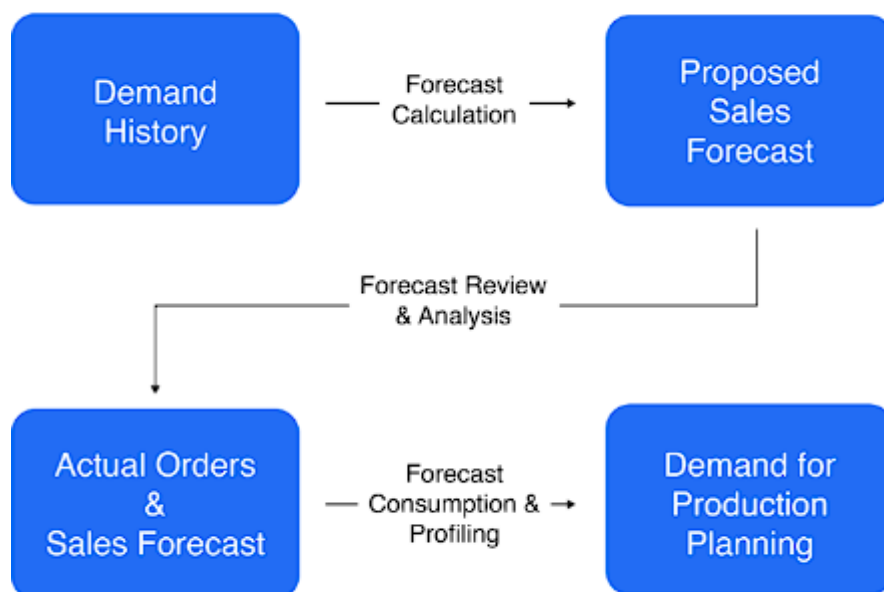 Demand
History
Forecast
Calculation
Proposed
Sales
Forecast
Forecast Review
& Analysis
Actual Orders
&
Sales Forecast
Forecast
Consumption &
Profiling
Demand for
Production
Planning